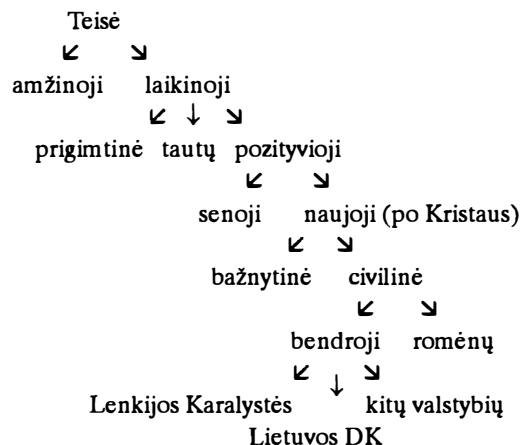 Teisė
amžinoji laikinoji
prigimtinė tautų pozityvioji
senoji naujoji (po Kristaus)
bažnytinė civilinė
bendroji romėnų
Lenkijos Karalystės kitų valstybių
Lietuvos DK